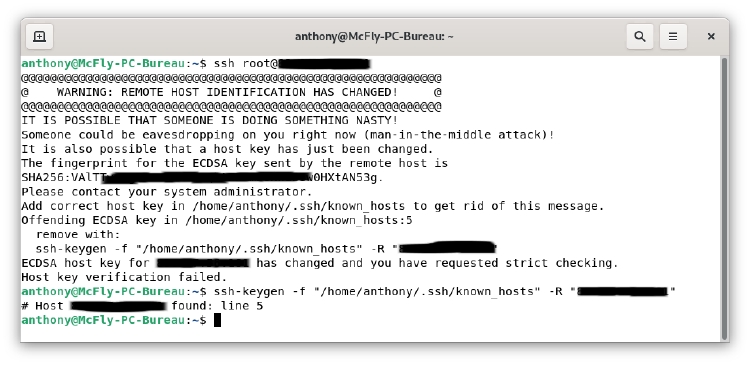 anthony@McFly-PC-Bureau: ~
anthony@McFly-PC-Bureau:~$ ssh root@
@@@@@@@@@@@@@@@@@@@@@@@@@@@@@@@@@@@@@@@@@@@@@@@@@@@@@@@@@@@
@    WARNING: REMOTE HOST IDENTIFICATION HAS CHANGED!     @
@@@@@@@@@@@@@@@@@@@@@@@@@@@@@@@@@@@@@@@@@@@@@@@@@@@@@@@@@@@
IT IS POSSIBLE THAT SOMEONE IS DOING SOMETHING NASTY!
Someone could be eavesdropping on you right now (man-in-the-middle attack)!
It is also possible that a host key has just been changed.
The fingerprint for the ECDSA key sent by the remote host is
SHA256:VAlT 0HXtAN53g.
Please contact your system administrator.
Add correct host key in /home/anthony/.ssh/known_hosts to get rid of this message.
Offending ECDSA key in /home/anthony/.ssh/known_hosts:5
  remove with:
  ssh-keygen -f "/home/anthony/.ssh/known_hosts" -R " "
ECDSA host key for has changed and you have requested strict checking.
Host key verification failed.
anthony@McFly-PC-Bureau:~$ ssh-keygen -f "/home/anthony/.ssh/known_hosts" -R " "
# Host found: line 5
anthony@McFly-PC-Bureau:~$